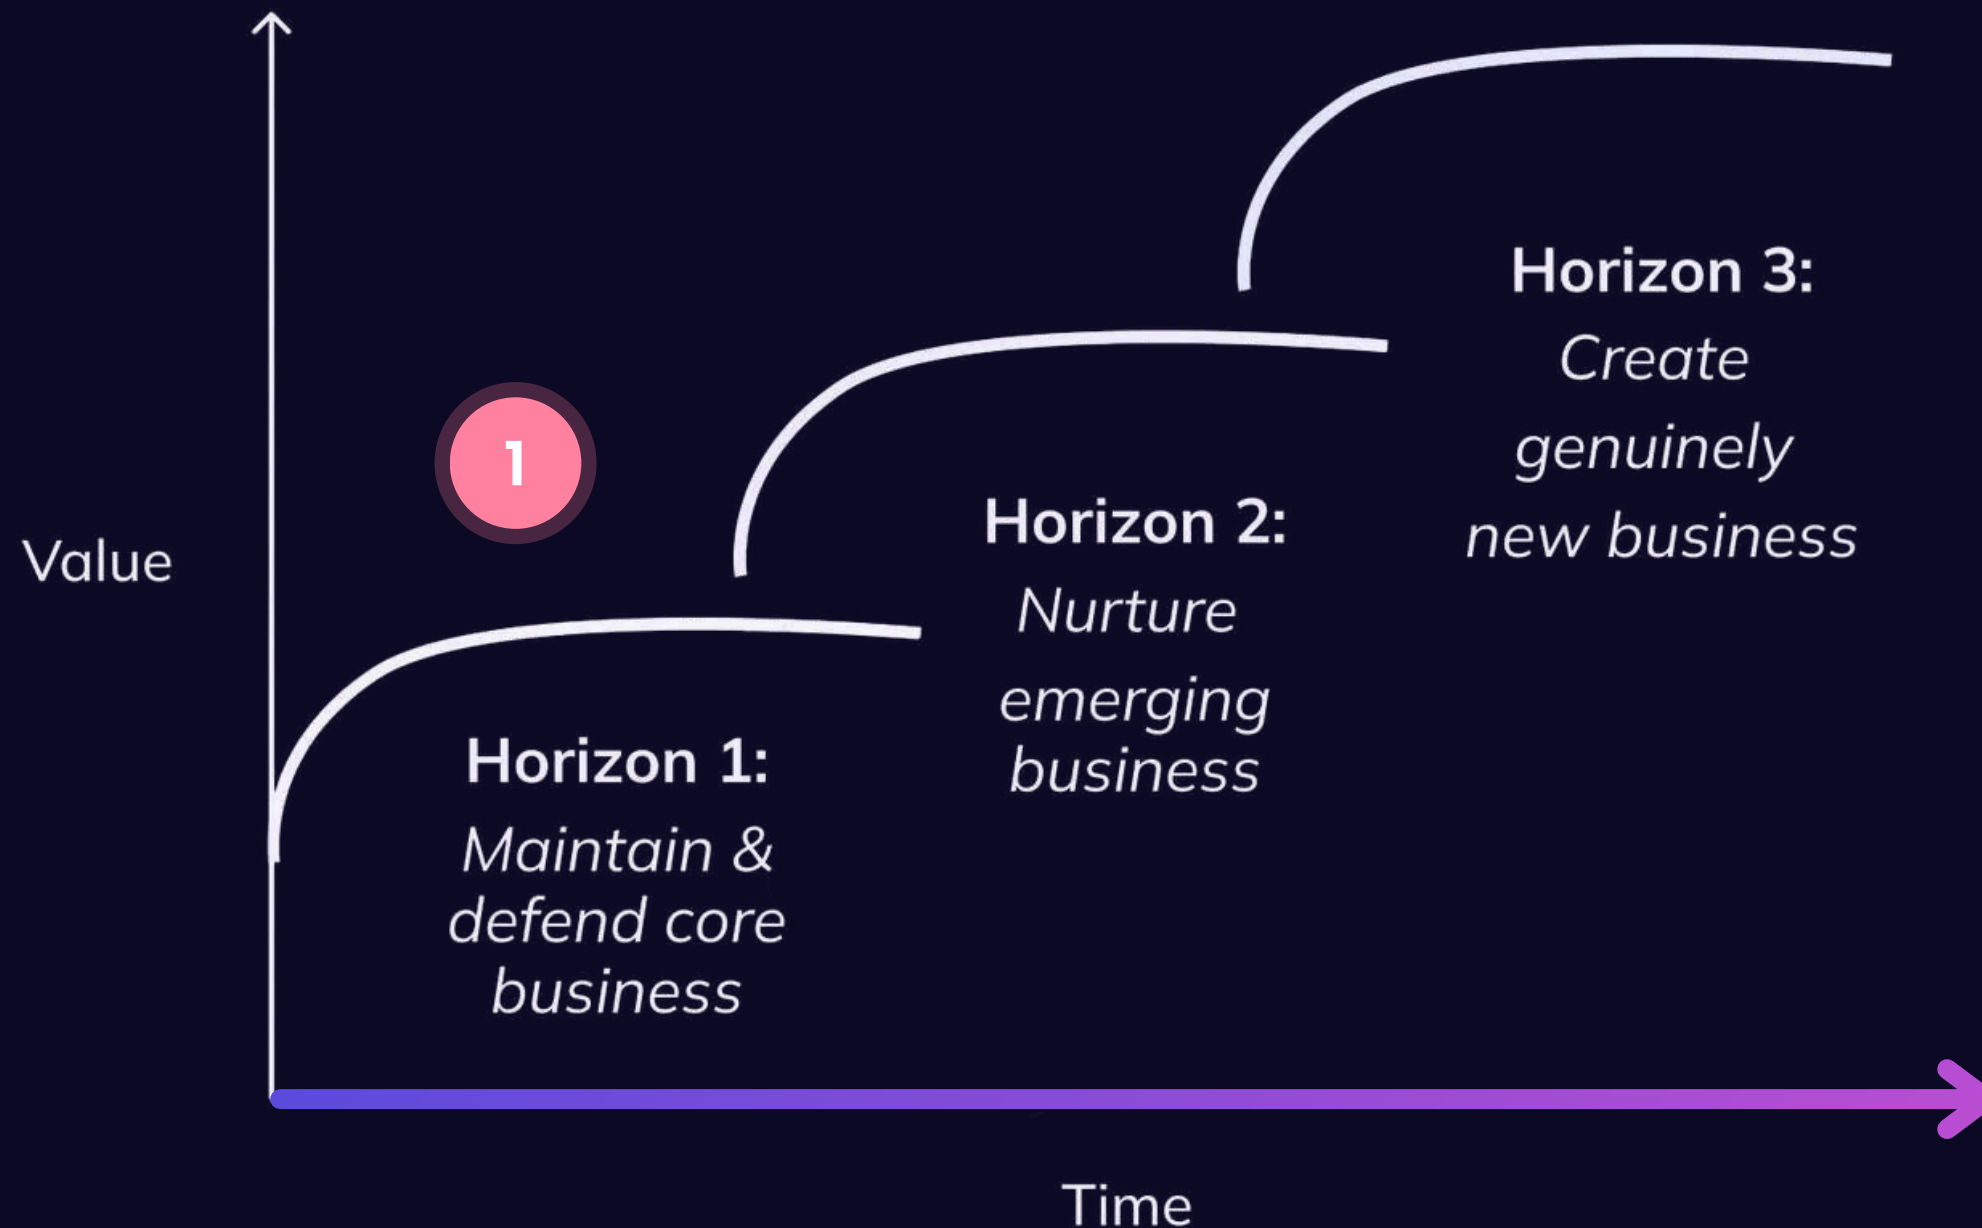 Value
1
Horizon 1:
Maintain &
defend core
business
Horizon 2:
Nurture
emerging
business
Horizon 3:
Create
genuinely
new business
Time